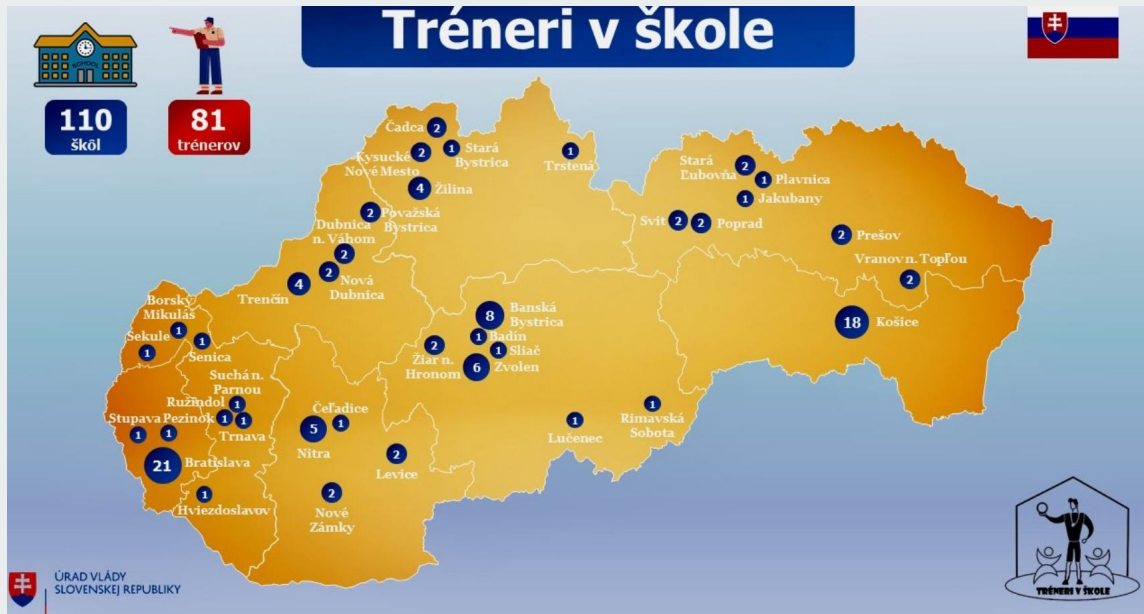 Tréneri v škole
SCHOOL
110
škôl
81
trénerov
Čadca
2
1
Stará
Bystrica
Kysucké
Nové Mesto
2
4
Žilina
1
Trstená
2
Považská
Bystrica
Dubnica
n. Váhom
2
2
Nová
Dubnica
Trenčín
4
Stará
Ľubovňa
2
1
Plavnica
1
Jakubany
Svit
2
2
Poprad
2
Prešov
Vranov n. Topľou
2
18
Košice
Borský
Mikuláš
1
Sekule
1
1
Senica
8
Banská
Bystrica
1
Badín
1
Sliač
2
Žiar n.
Hronom
6
Zvolen
Suchá n.
Parnou
1
Ružindol
1
1
Trnava
Stupava
1
Pezinok
1
21
Bratislava
1
Hviezdoslavov
Čeľadice
1
5
Nitra
2
Levice
2
Nové
Zámky
1
Lučenec
1
Rimavská
Sobota
ÚRAD VLÁDY
SLOVENSKEJ REPUBLIKY
TRÉNERI V ŠKOLE